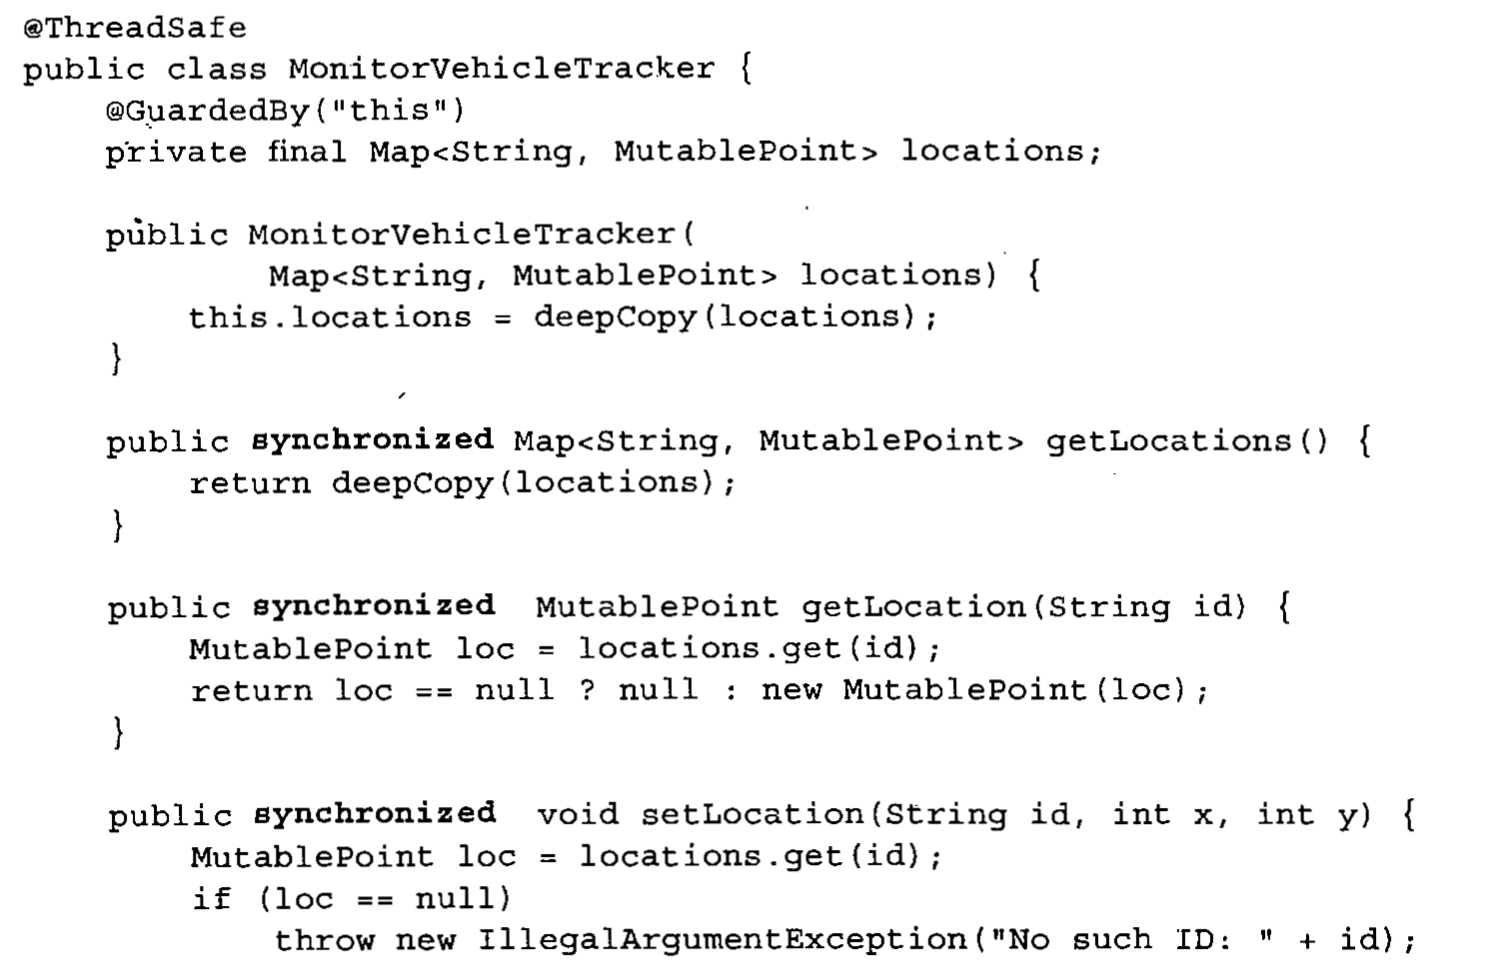 @ThreadSafe
public class MonitorVehicleTracker {
@GuardedBy("this")
private final Map<String, MutablePoint> locations;
public MonitorVehicleTracker(
Map<String, MutablePoint> locations) {
this.locations = deepCopy(locations);
}
public synchronized Map<String, MutablePoint> getLocations() {
return deepCopy(locations);
}
public synchronized MutablePoint getLocation(String id) {
MutablePoint loc = locations.get(id);
return loc == null ? null : new MutablePoint(loc);
}
public synchronized void setLocation(String id, int x, int y) {
MutablePoint loc = locations.get(id);
if (loc == null)
throw new IllegalArgumentException("No such ID: " + id);